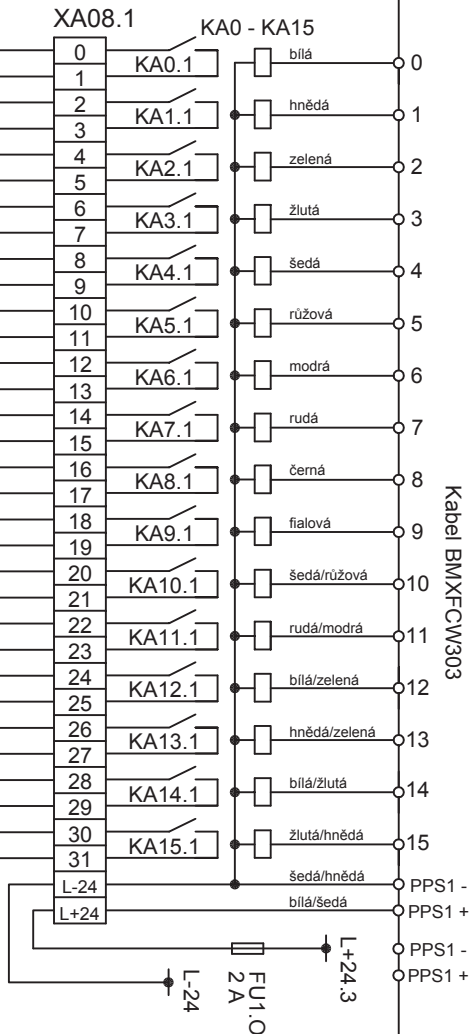 XA08.1
KA0 - KA15
0 KA0.1 bílá 0
1
2 KA1.1 hnědá 1
3
4 KA2.1 zelená 2
5
6 KA3.1 žlutá 3
7
8 KA4.1 šedá 4
9
10 KA5.1 růžová 5
11
12 KA6.1 modrá 6
13
14 KA7.1 rudá 7
15
16 KA8.1 černá 8
17
18 KA9.1 fialová 9
19
20 KA10.1 šedá/růžová 10
21
22 KA11.1 rudá/modrá 11
23
24 KA12.1 bílá/zelená 12
25
26 KA13.1 hnědá/zelená 13
27
28 KA14.1 bílá/žlutá 14
29
30 KA15.1 žlutá/hnědá 15
31
L-24 šedá/hnědá PPS1 -
L+24 bílá/šedá PPS1 +
PPS1 -
PPS1 +
Kabel BMXFCW303
L+24.3
FU1.O
2 A
L-24